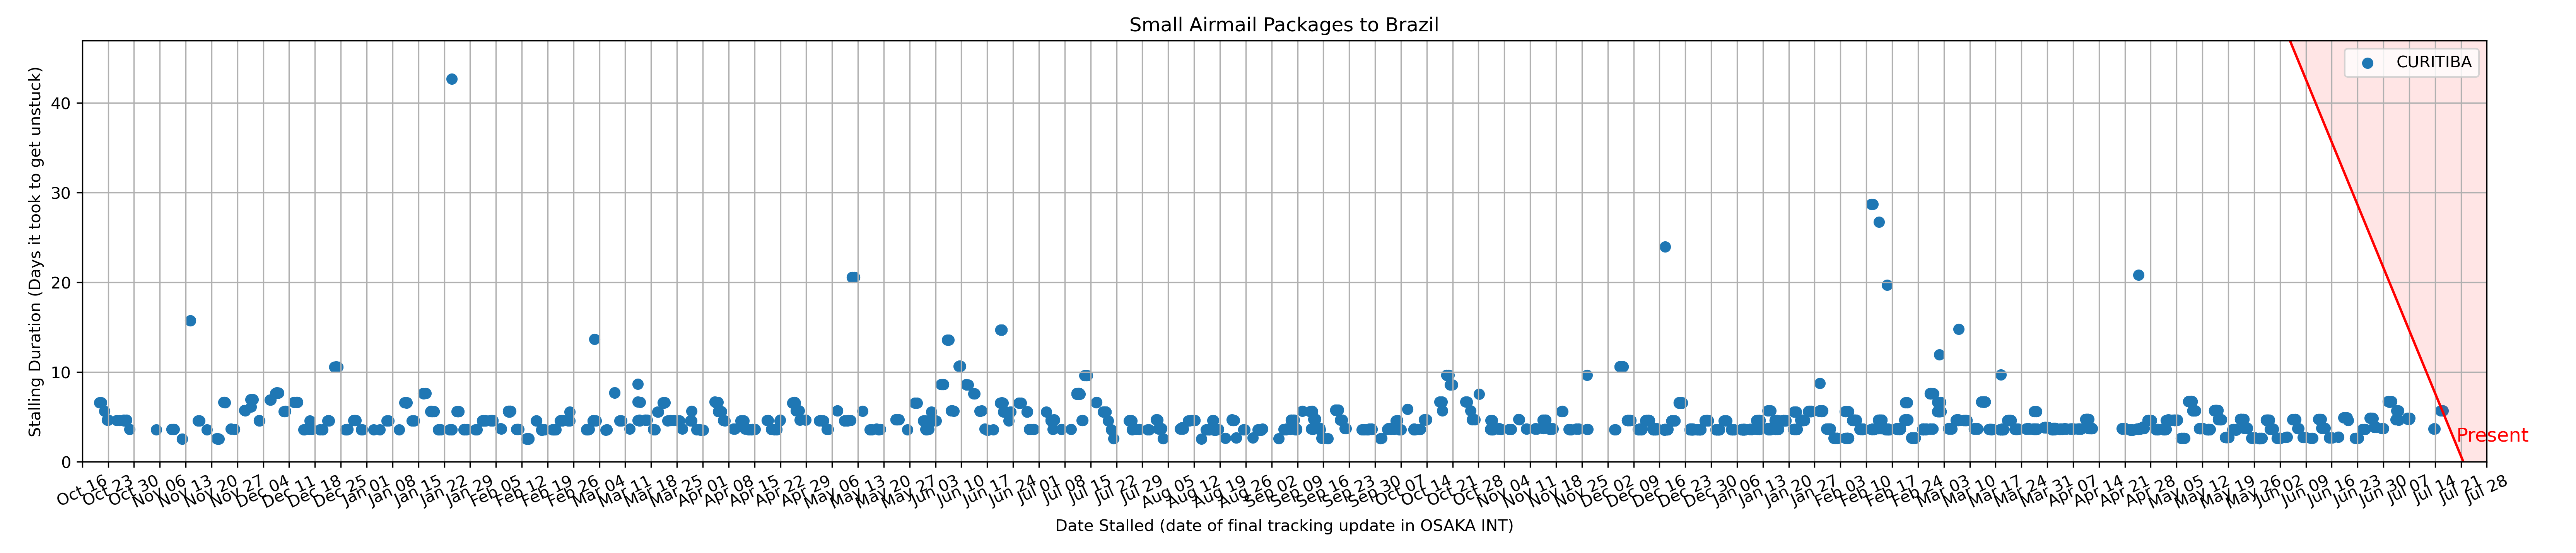 Small Airmail Packages to Brazil
CURITIBA
Stalling Duration (Days it took to get unstuck)
40
30
20
10
0
Present
Oct 16 Oct 23 Oct 30 Nov 06 Nov 13 Nov 20 Nov 27 Dec 04 Dec 11 Dec 18 Dec 25 Jan 01 Jan 08 Jan 15 Jan 22 Jan 29 Feb 05 Feb 12 Feb 19 Feb 26 Mar 04 Mar 11 Mar 18 Mar 25 Apr 01 Apr 08 Apr 15 Apr 22 Apr 29 May 06 May 13 May 20 May 27 Jun 03 Jun 10 Jun 17 Jun 24 Jul 01 Jul 08 Jul 15 Jul 22 Jul 29 Aug 05 Aug 12 Aug 19 Aug 26 Sep 02 Sep 09 Sep 16 Sep 23 Sep 30 Oct 07 Oct 14 Oct 21 Oct 28 Nov 04 Nov 11 Nov 18 Nov 25 Dec 02 Dec 09 Dec 16 Dec 23 Dec 30 Jan 06 Jan 13 Jan 20 Jan 27 Feb 03 Feb 10 Feb 17 Feb 24 Mar 03 Mar 10 Mar 17 Mar 24 Mar 31 Apr 07 Apr 14 Apr 21 Apr 28 May 05 May 12 May 19 May 26 Jun 02 Jun 09 Jun 16 Jun 23 Jun 30 Jul 07 Jul 14 Jul 21 Jul 28
Date Stalled (date of final tracking update in OSAKA INT)